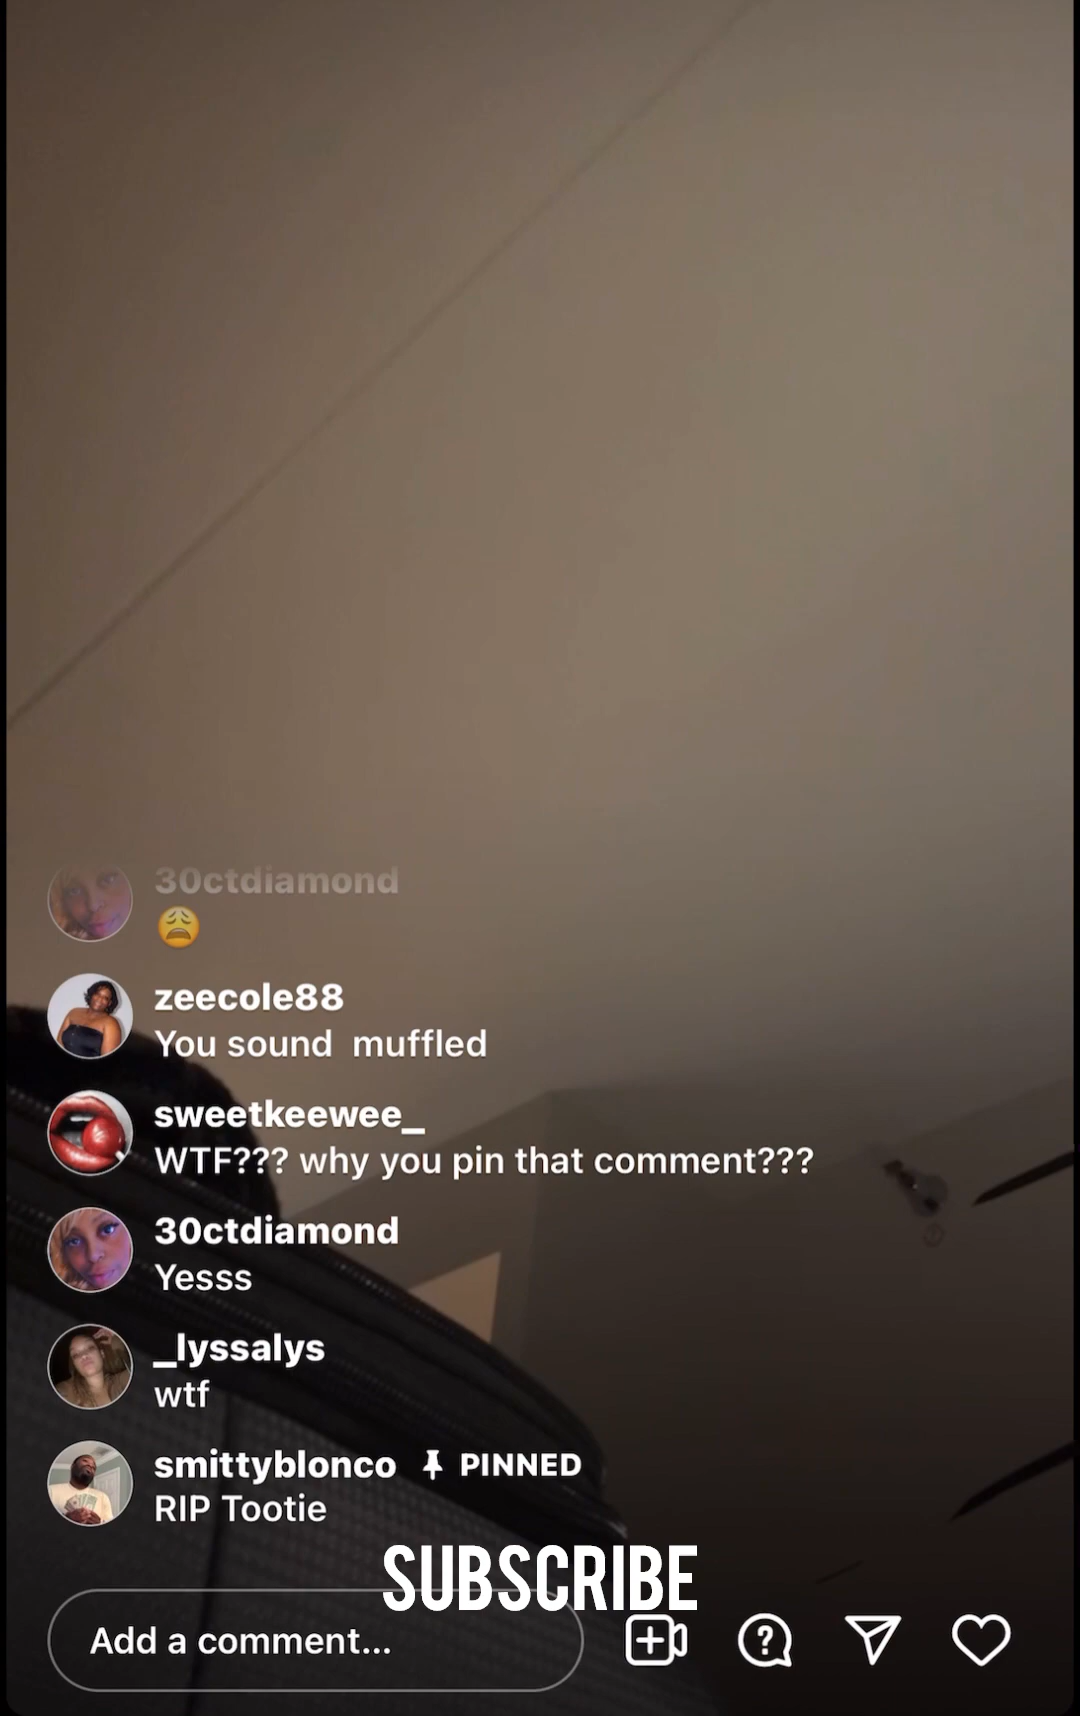 30ctdiamond
😩
zeecole88
You sound muffled
sweetkeewee_
WTF??? why you pin that comment???
30ctdiamond
Yesss
_lyssalys
wtf
smittyblonco PINNED
RIP Tootie
SUBSCRIBE
Add a comment...